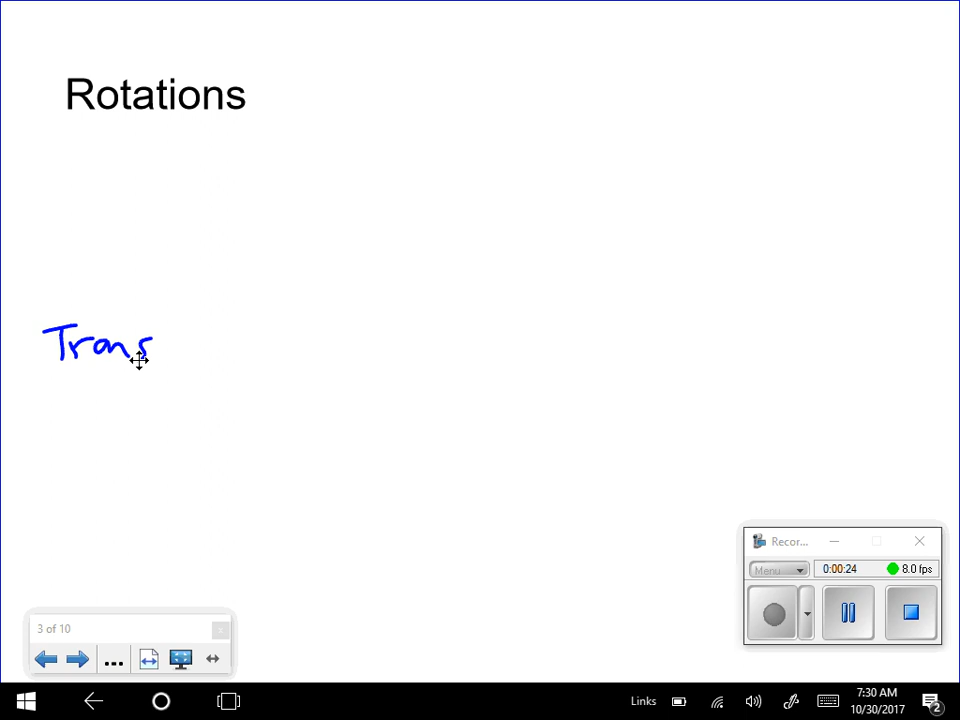 Rotations
Trans
Recor...
Menu
0:00:24
8.0 fps
3 of 10
x
...
Links
7:30 AM
10/30/2017
2